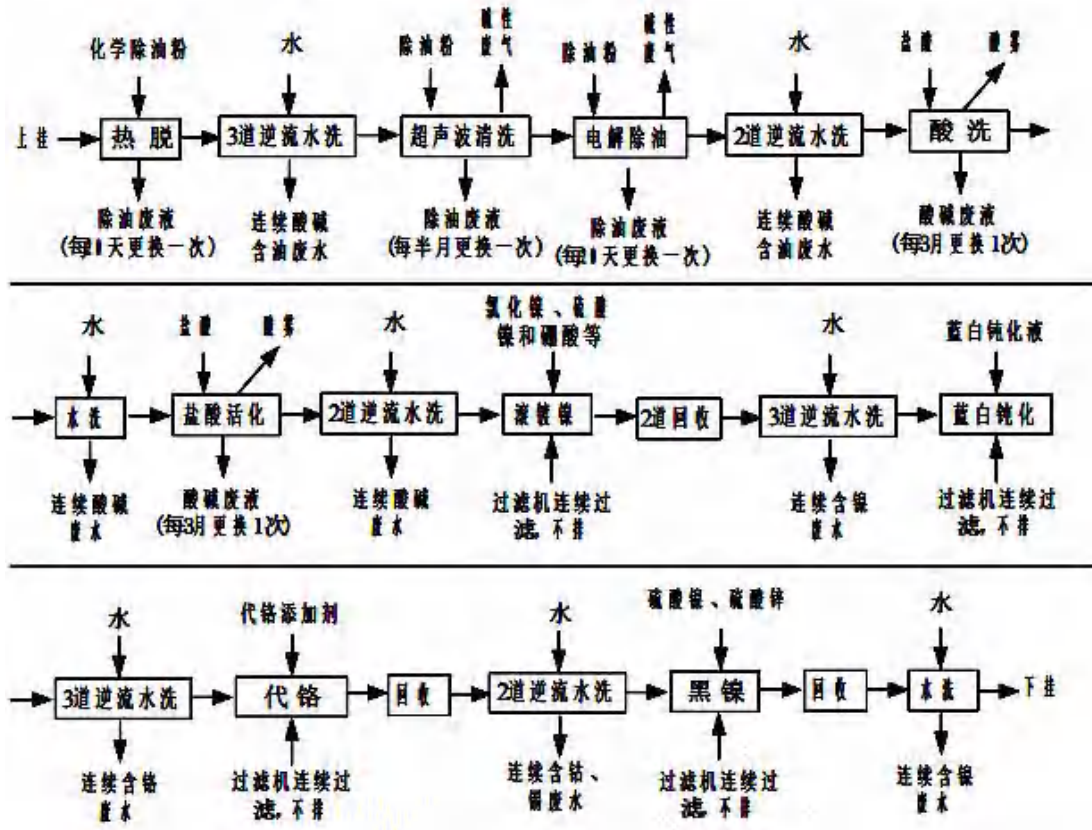 化学除油粉
水
除油粉
碱性
废气
除油粉
碱性
废气
水
盐酸
酸雾
上挂
热脱
3道逆流水洗
超声波清洗
电解除油
2道逆流水洗
酸洗
除油废液
(每20天更换一次)
连续酸碱
含油废水
除油废液
(每半月更换一次)
除油废液
(每20天更换一次)
连续酸碱
含油废水
酸碱废液
(每3月更换1次)
水
盐酸
酸雾
水
氯化镍、硫酸
镍和硼酸等
水
蓝白钝化液
水洗
盐酸活化
2道逆流水洗
滚镀镍
2道回收
3道逆流水洗
蓝白钝化
连续酸碱
废水
酸碱废液
(每3月更换1次)
连续酸碱
废水
过滤机连续过
滤,不排
连续含镍
废水
过滤机连续过
滤,不排
水
代铬添加剂
水
硫酸镍、硫酸锌
水
3道逆流水洗
代铬
回收
2道逆流水洗
黑镍
回收
水洗
下挂
连续含铬
废水
过滤机连续过
滤,不排
连续含钴、
锡废水
过滤机连续过
滤,不排
连续含镍
废水